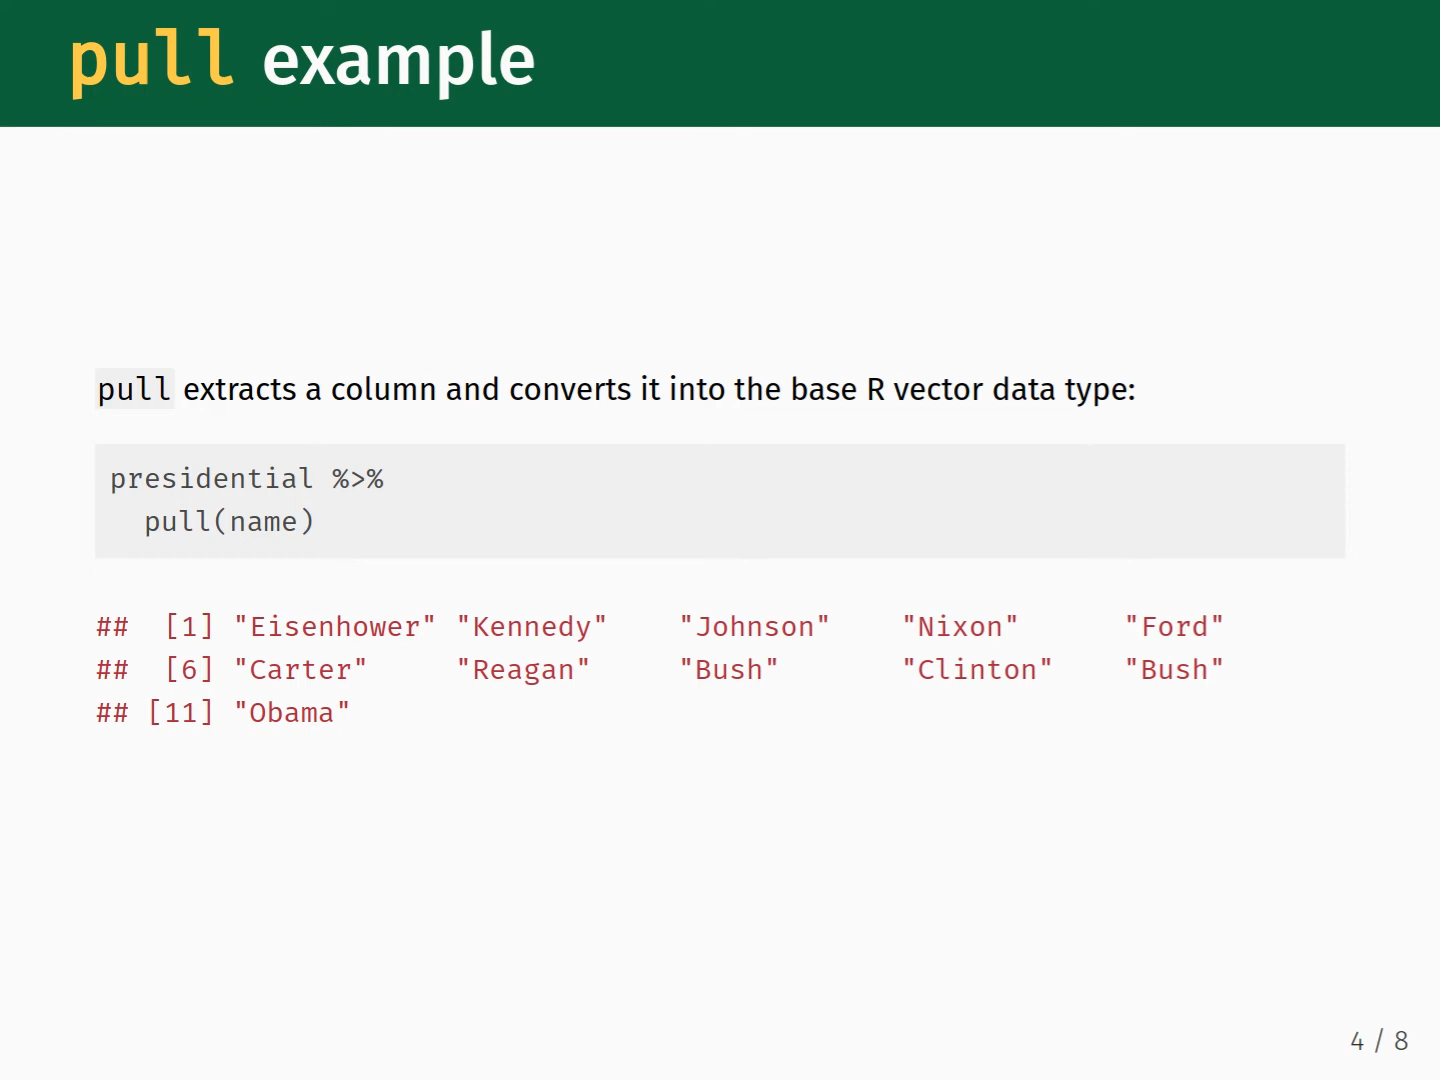 pull example
pull extracts a column and converts it into the base R vector data type:
presidential %>%
  pull(name)
##  [1] "Eisenhower" "Kennedy"    "Johnson"    "Nixon"      "Ford"
##  [6] "Carter"     "Reagan"     "Bush"       "Clinton"    "Bush"
## [11] "Obama"
4 / 8